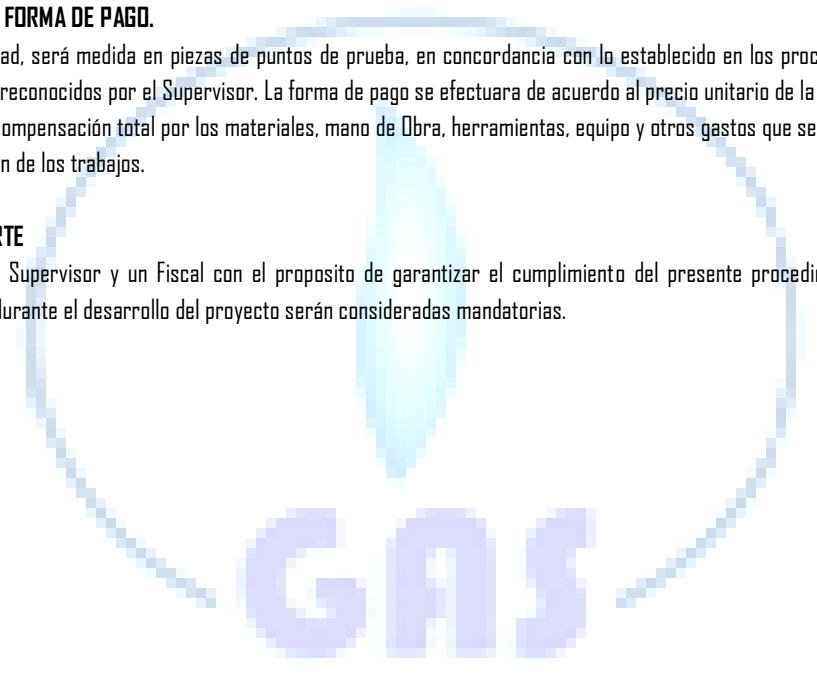 FORMA DE PAGO.
ad, será medida en piezas de puntos de prueba, en concordancia con lo establecido en los proc
reconocidos por el Supervisor. La forma de pago se efectuara de acuerdo al precio unitario de la
ompensación total por los materiales, mano de Obra, herramientas, equipo y otros gastos que se
n de los trabajos.
RTE
Supervisor y un Fiscal con el proposito de garantizar el cumplimiento del presente procedi
durante el desarrollo del proyecto serán consideradas mandatorias.
GAS